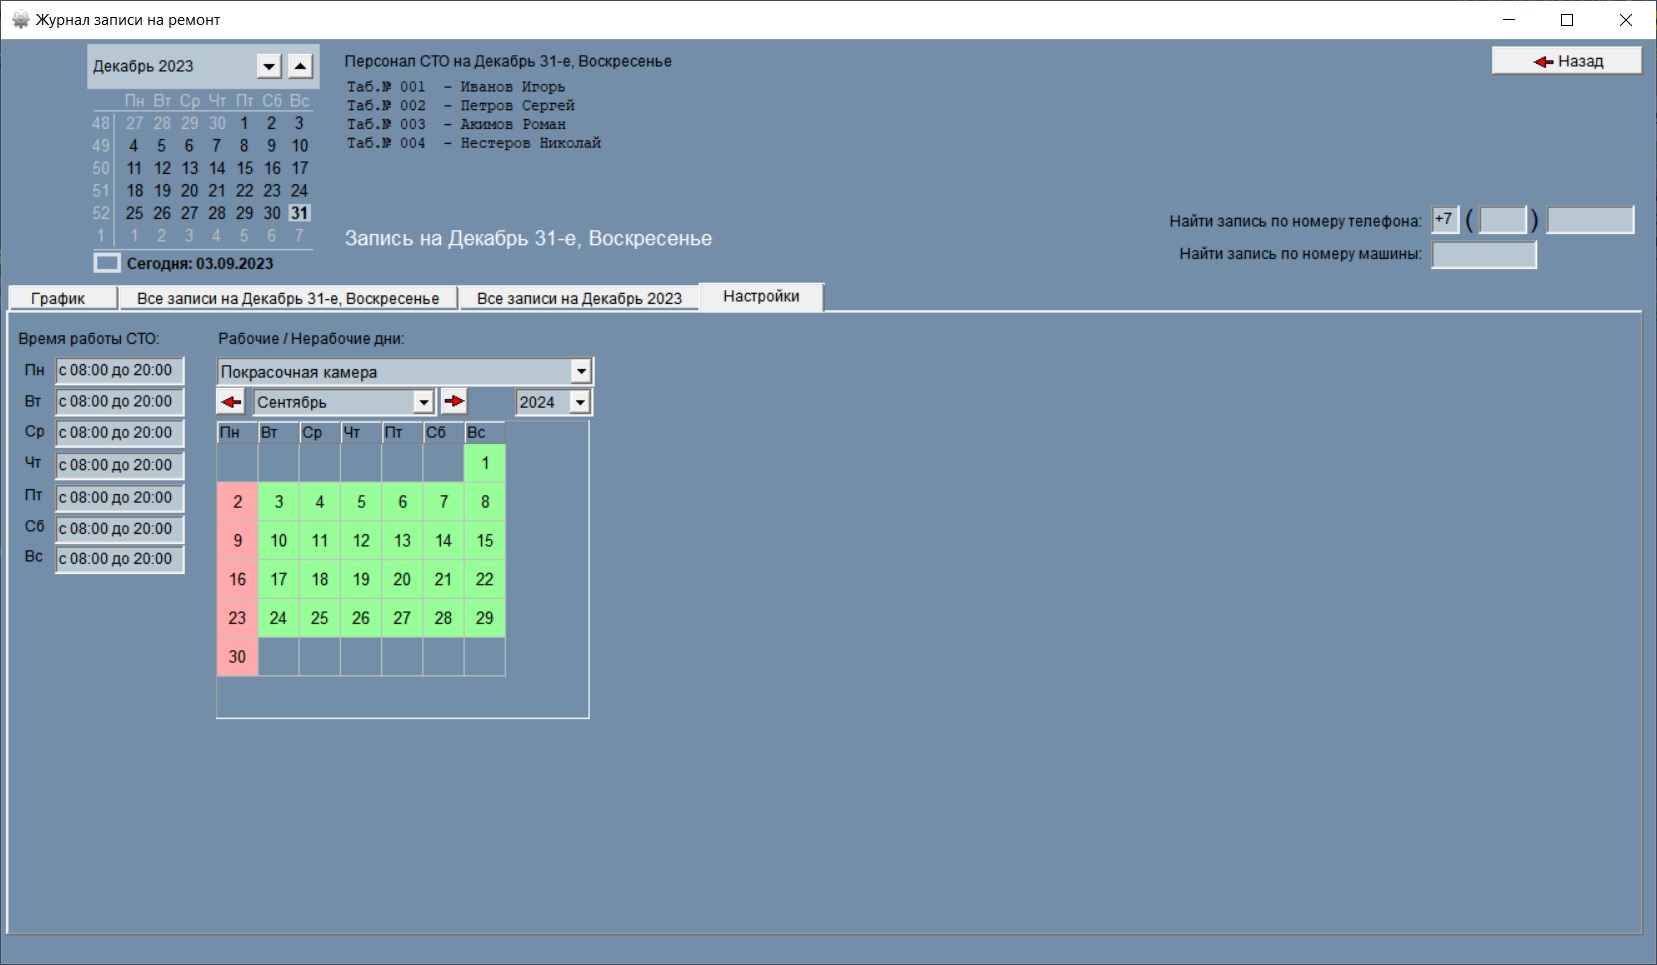 Журнал записи на ремонт
Декабрь 2023
Пн Вт Ср Чт Пт Сб Вс
48 27 28 29 30 1 2 3
49 4 5 6 7 8 9 10
50 11 12 13 14 15 16 17
51 18 19 20 21 22 23 24
52 25 26 27 28 29 30 31
1 1 2 3 4 5 6 7
Сегодня: 03.09.2023
Персонал СТО на Декабрь 31-е, Воскресенье
Таб.№ 001 - Иванов Игорь
Таб.№ 002 - Петров Сергей
Таб.№ 003 - Акимов Роман
Таб.№ 004 - Нестеров Николай
Запись на Декабрь 31-е, Воскресенье
Назад
Найти запись по номеру телефона: +7 ( )
Найти запись по номеру машины:
График Все записи на Декабрь 31-е, Воскресенье Все записи на Декабрь 2023 Настройки
Время работы СТО:
Пн с 08:00 до 20:00
Вт с 08:00 до 20:00
Ср с 08:00 до 20:00
Чт с 08:00 до 20:00
Пт с 08:00 до 20:00
Сб с 08:00 до 20:00
Вс с 08:00 до 20:00
Рабочие / Нерабочие дни:
Покрасочная камера
Сентябрь 2024
Пн Вт Ср Чт Пт Сб Вс
1
2 3 4 5 6 7 8
9 10 11 12 13 14 15
16 17 18 19 20 21 22
23 24 25 26 27 28 29
30